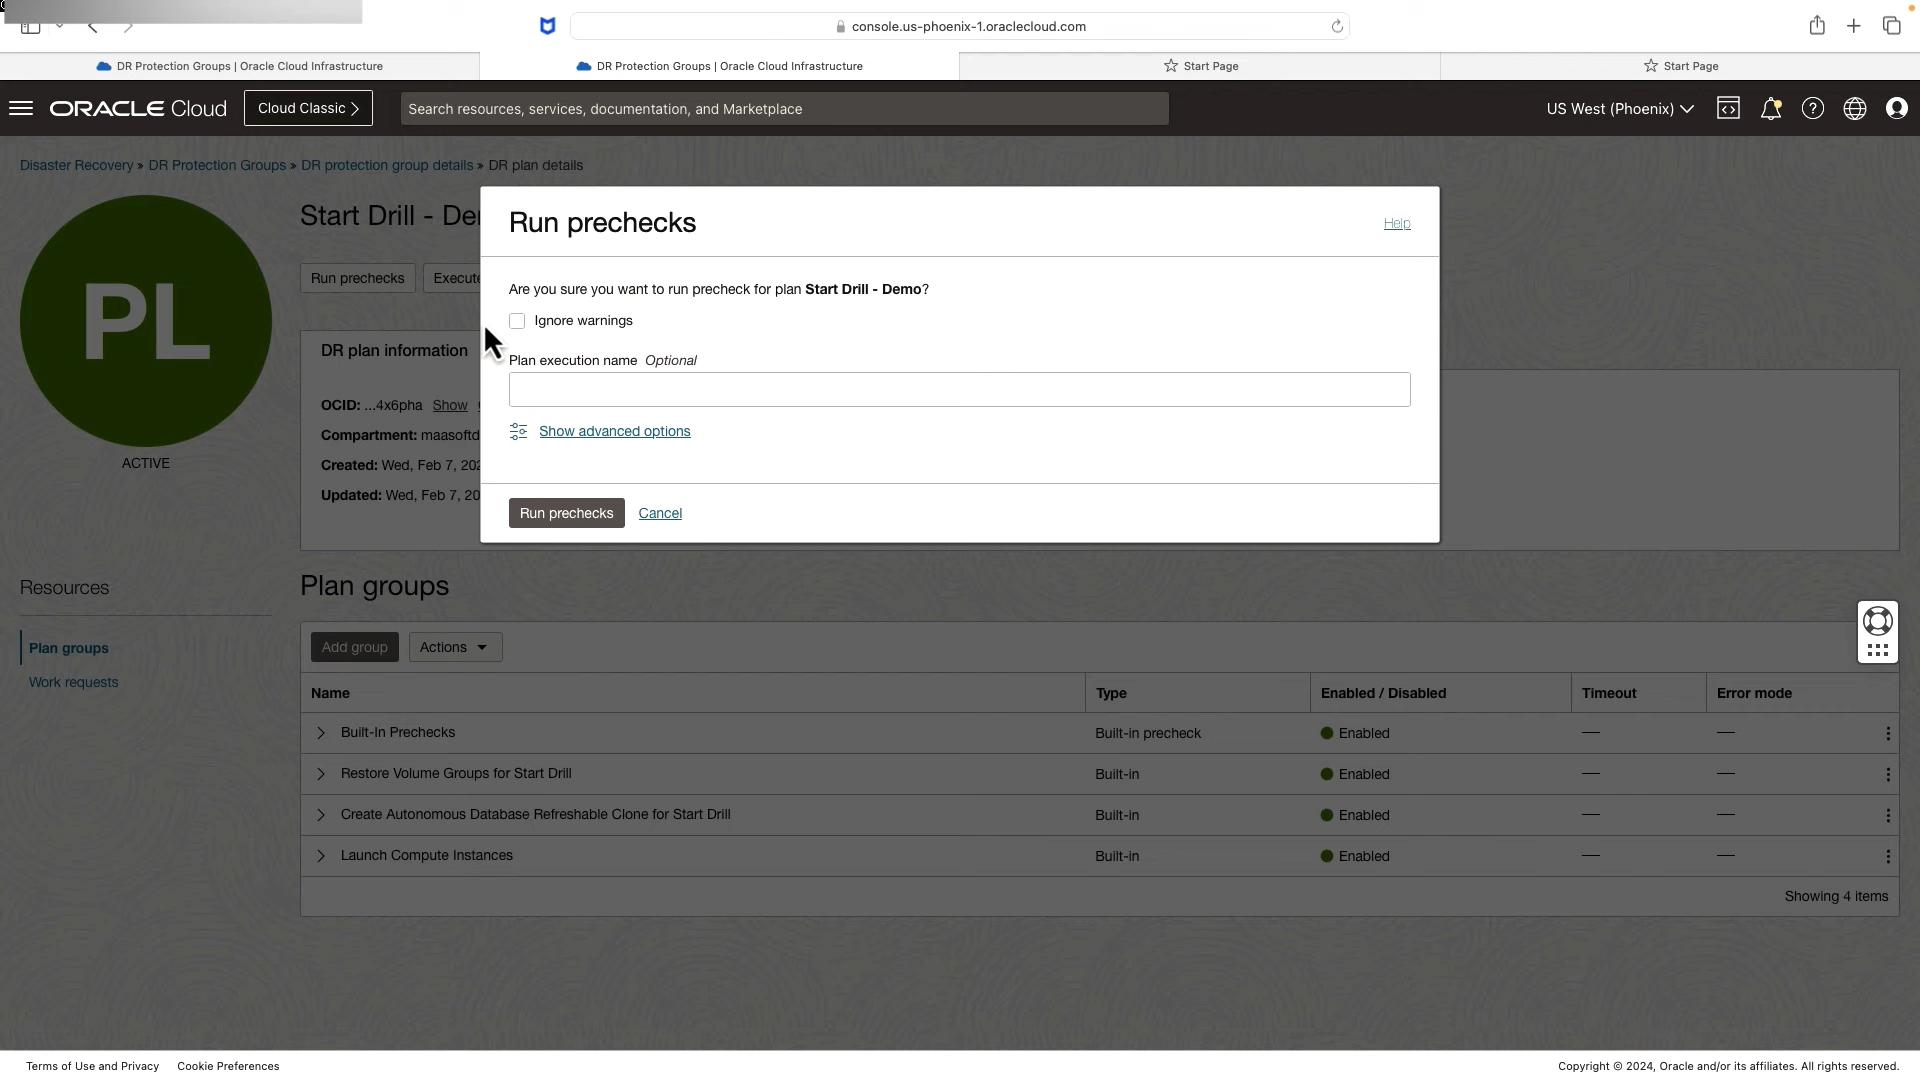 console.us-phoenix-1.oraclecloud.com
DR Protection Groups | Oracle Cloud Infrastructure
DR Protection Groups | Oracle Cloud Infrastructure
Start Page
Start Page
ORACLE Cloud
Cloud Classic
Search resources, services, documentation, and Marketplace
US West (Phoenix)
Disaster Recovery » DR Protection Groups » DR protection group details » DR plan details
PL
ACTIVE
Start Drill - De
Run prechecks
Execute
DR plan information
OCID: ...4x6pha Show
Compartment: maasoftd
Created: Wed, Feb 7, 202
Updated: Wed, Feb 7, 20
Run prechecks
Help
Are you sure you want to run precheck for plan Start Drill - Demo?
Ignore warnings
Plan execution name Optional
Show advanced options
Run prechecks
Cancel
Resources
Plan groups
Work requests
Plan groups
Add group
Actions
Name Type Enabled / Disabled Timeout Error mode
Built-In Prechecks Built-in precheck Enabled — —
Restore Volume Groups for Start Drill Built-in Enabled — —
Create Autonomous Database Refreshable Clone for Start Drill Built-in Enabled — —
Launch Compute Instances Built-in Enabled — —
Showing 4 items
Terms of Use and Privacy Cookie Preferences
Copyright © 2024, Oracle and/or its affiliates. All rights reserved.